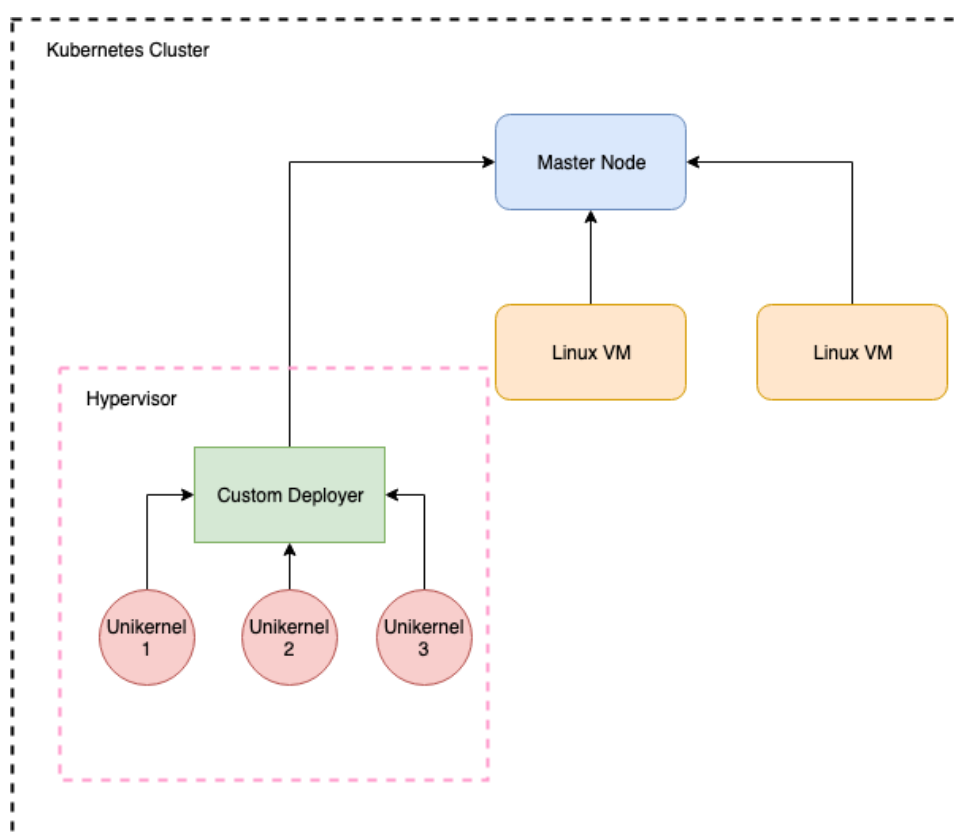 Kubernetes Cluster
Master Node
Linux VM
Linux VM
Hypervisor
Custom Deployer
Unikernel
1
Unikernel
2
Unikernel
3